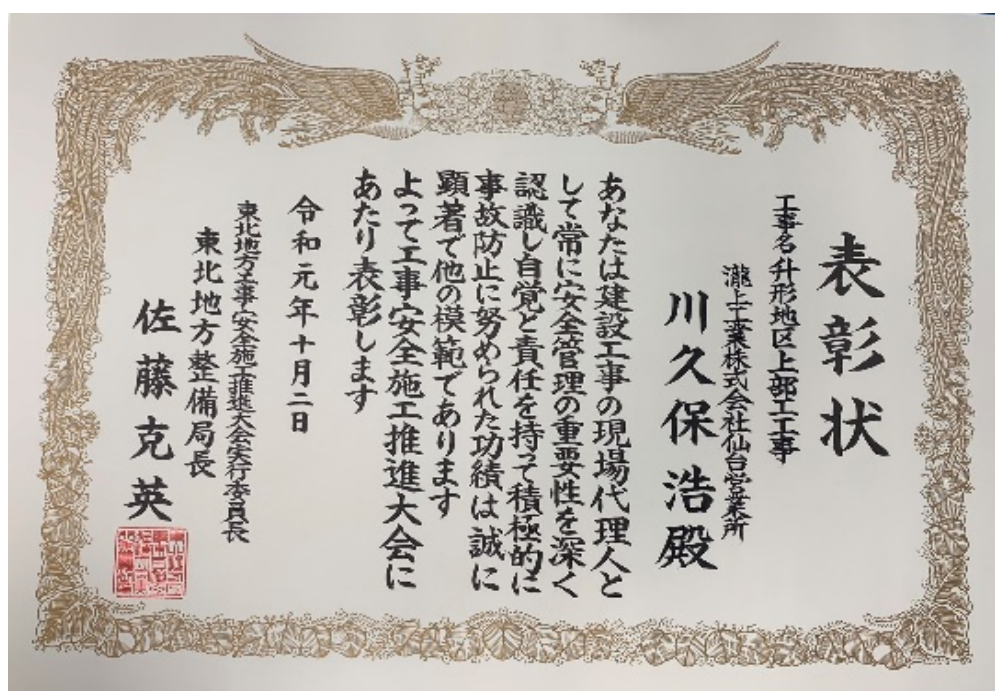 表彰状
工事名升形地区上部工工事
瀧上工業株式会社仙台営業所
川久保浩殿
あなたは建設工事の現場代理人と
して常に安全管理の重要性を深く
認識し自覚と責任を持って積極的に
事故防止に努められた功績は誠に
顕著で他の模範であります
よって工事安全施工推進大会に
あたり表彰します
令和元年十月二日
東北地方工事安全施工推進大会実行委員長
東北地方整備局長
佐藤克英